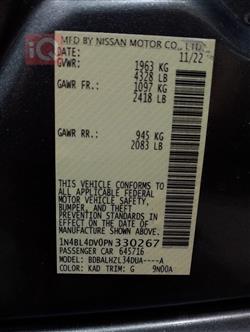 iQ
MFD BY NISSAN MOTOR CO., LTD.
DATE: 11/22
GVWR: 1963 KG
4328 LB
GAWR FR.: 1097 KG
2418 LB
GAWR RR.: 945 KG
2083 LB
THIS VEHICLE CONFORMS TO ALL
APPLICABLE FEDERAL MOTOR
VEHICLE SAFETY, BUMPER,
AND THEFT
PREVENTION STANDARDS IN
EFFECT ON THE DATE OF
MANUFACTURE SHOWN ABOVE.
1N4BL4DV0PN330267
PASSENGER CAR 645716
MODEL: BDBALHZL34DUA----A
COLOR: KAD TRIM: G 9N00A